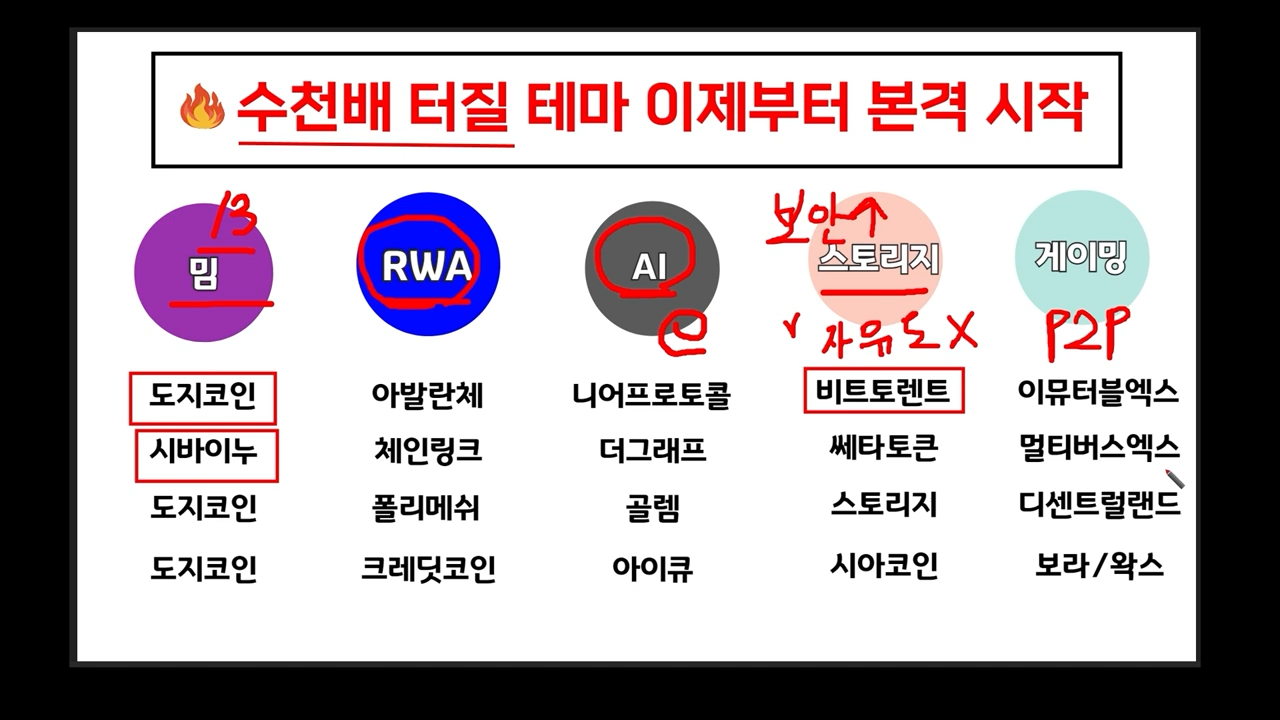 수천배 터질 테마 이제부터 본격 시작
13 보안↑
밈 RWA AI 스토리지 게이밍
자유도 X P2P
도지코인 아발란체 니어프로토콜 비트토렌트 이뮤터블엑스
시바이누 체인링크 더그래프 쎄타토큰 멀티버스엑스
도지코인 폴리메쉬 골렘 스토리지 디센트럴랜드
도지코인 크레딧코인 아이큐 시아코인 보라/왁스